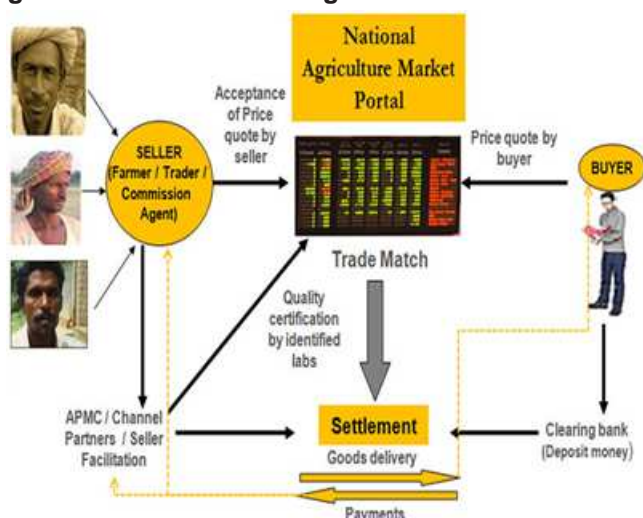 National
Agriculture Market
Portal
Acceptance
of Price
quote by
seller
Price quote by
buyer
SELLER
(Farmer / Trader /
Commission
Agent)
BUYER
Trade Match
Quality
certification
by identified
labs
APMC / Channel
Partners / Seller
Facilitation
Settlement
Goods delivery
Payments
Clearing bank
(Deposit money)